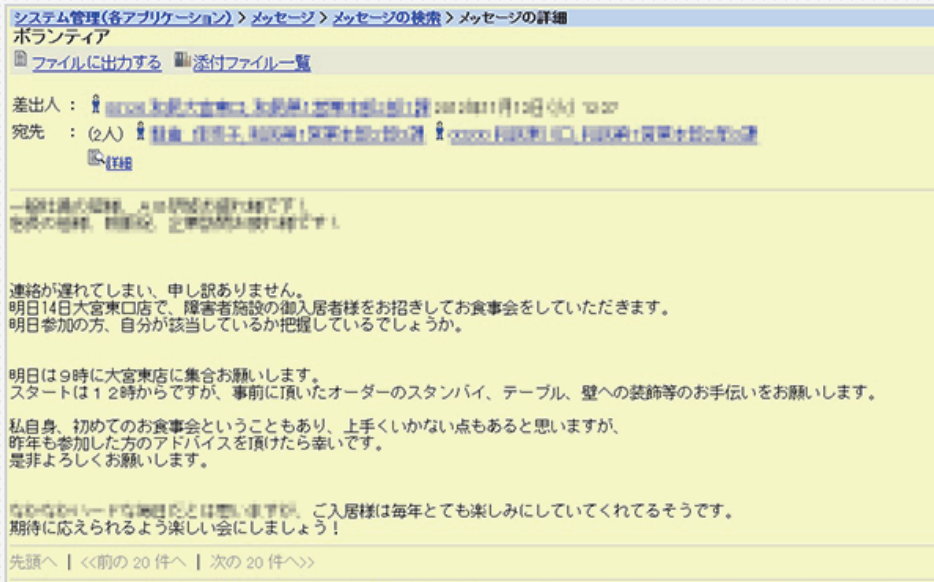 システム管理(各アプリケーション) > メッセージ > メッセージの検索 > メッセージの詳細
ボランティア
ファイルに出力する 添付ファイル一覧
差出人：
宛先 ：(2人)
詳細
連絡が遅れてしまい、申し訳ありません。
明日14日大宮東口店で、障害者施設の御入居者様をお招きしてお食事会をしていただきます。
明日参加の方、自分が該当しているか把握しているでしょうか。
明日は９時に大宮東店に集合お願いします。
スタートは１２時からですが、事前に頂いたオーダーのスタンバイ、テーブル、壁への装飾等のお手伝いをお願いします。
私自身、初めてのお食事会ということもあり、上手くいかない点もあると思いますが、
昨年も参加した方のアドバイスを頂けたら幸いです。
是非よろしくお願いします。
ご入居様は毎年とても楽しみにしていてくれてるそうです。
期待に応えられるよう楽しい会にしましょう！
先頭へ | <<前の 20 件へ | 次の 20 件へ>>